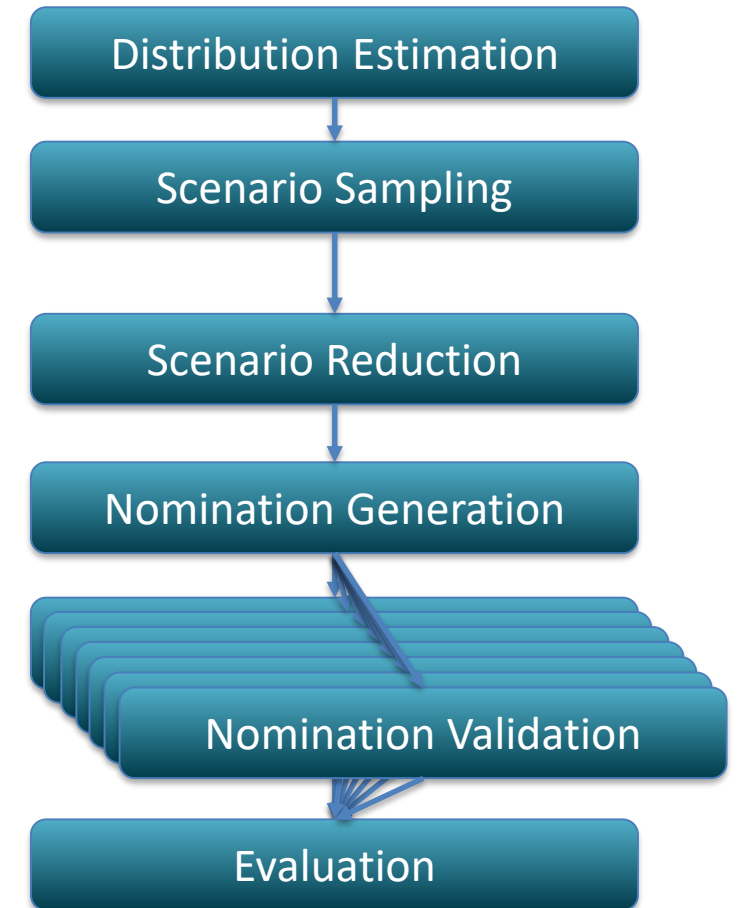 Distribution Estimation
Scenario Sampling
Scenario Reduction
Nomination Generation
Nomination Validation
Evaluation